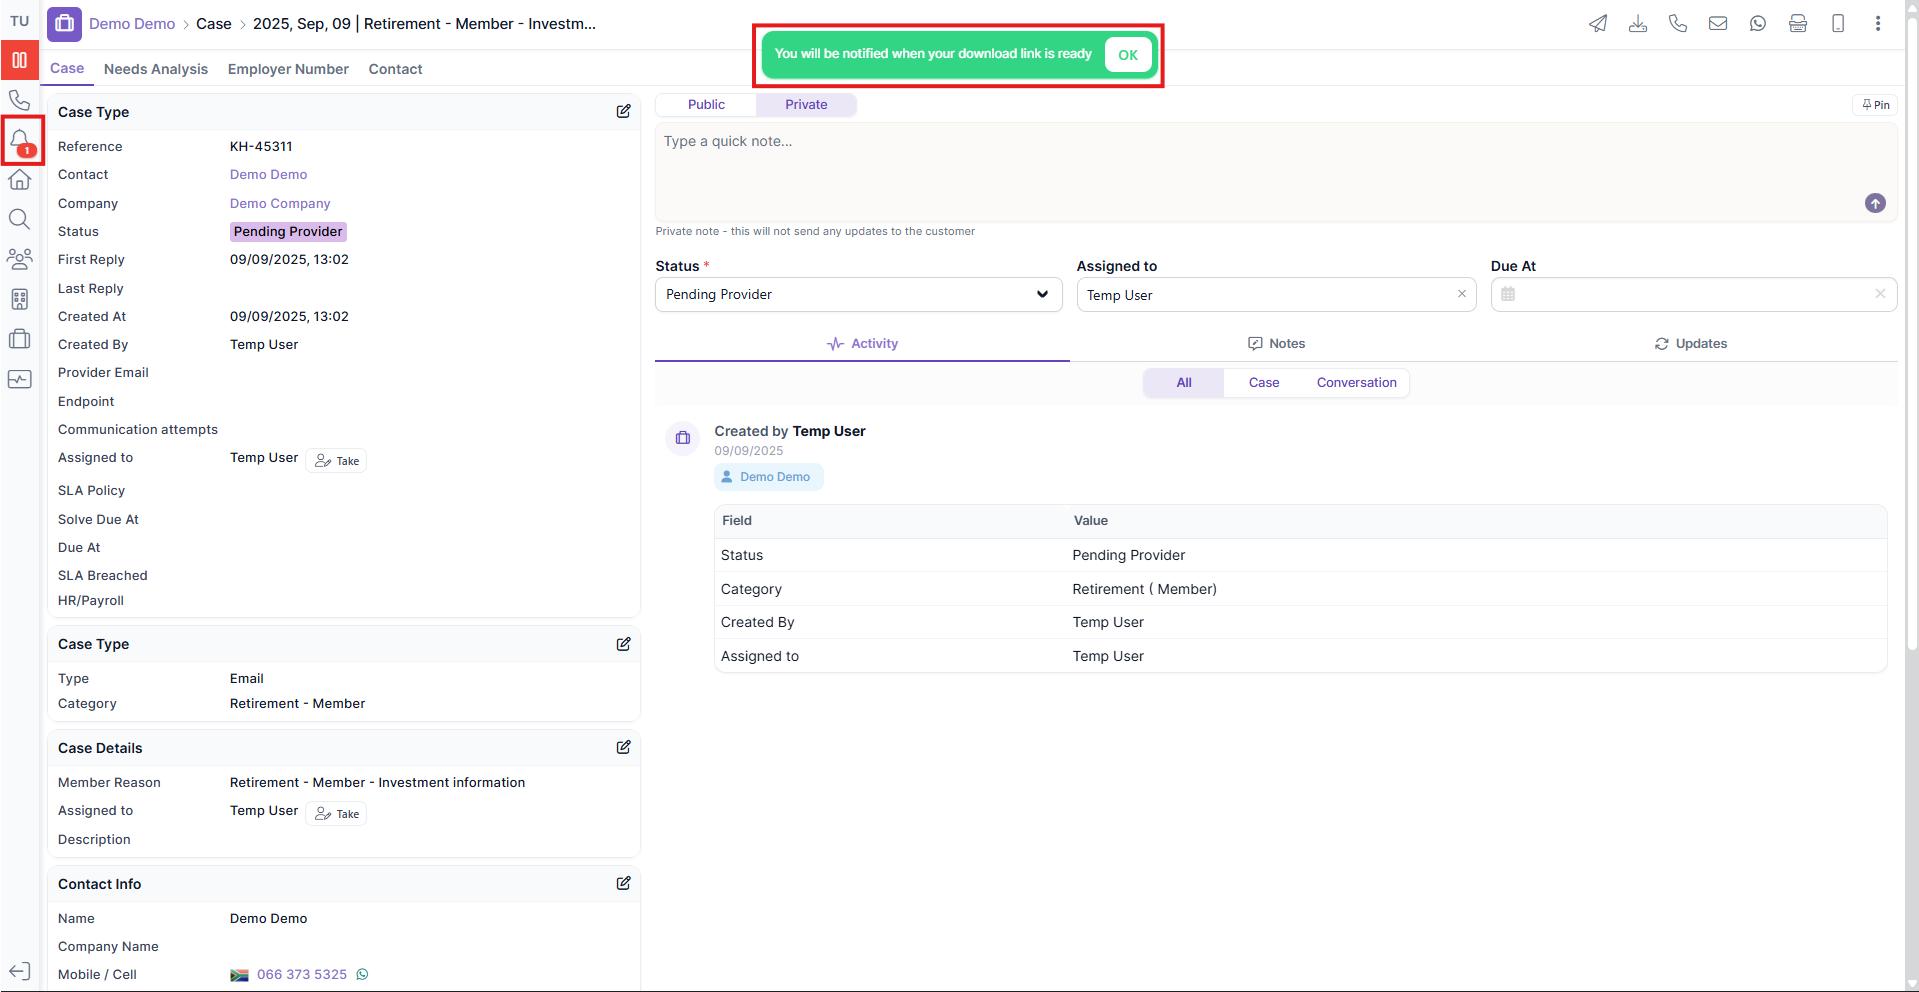 TU
Demo Demo > Case > 2025, Sep, 09 | Retirement - Member - Investm...
You will be notified when your download link is ready OK
Case Needs Analysis Employer Number Contact
1
Case Type
Reference KH-45311
Contact Demo Demo
Company Demo Company
Status Pending Provider
First Reply 09/09/2025, 13:02
Last Reply
Created At 09/09/2025, 13:02
Created By Temp User
Provider Email
Endpoint
Communication attempts
Assigned to Temp User Take
SLA Policy
Solve Due At
Due At
SLA Breached
HR/Payroll
Case Type
Type Email
Category Retirement - Member
Case Details
Member Reason Retirement - Member - Investment information
Assigned to Temp User Take
Description
Contact Info
Name Demo Demo
Company Name
Mobile / Cell 066 373 5325
Public Private
Pin
Type a quick note...
Private note - this will not send any updates to the customer
Status * Assigned to Due At
Pending Provider Temp User
Activity Notes Updates
All Case Conversation
Created by Temp User
09/09/2025
Demo Demo
Field Value
Status Pending Provider
Category Retirement ( Member)
Created By Temp User
Assigned to Temp User